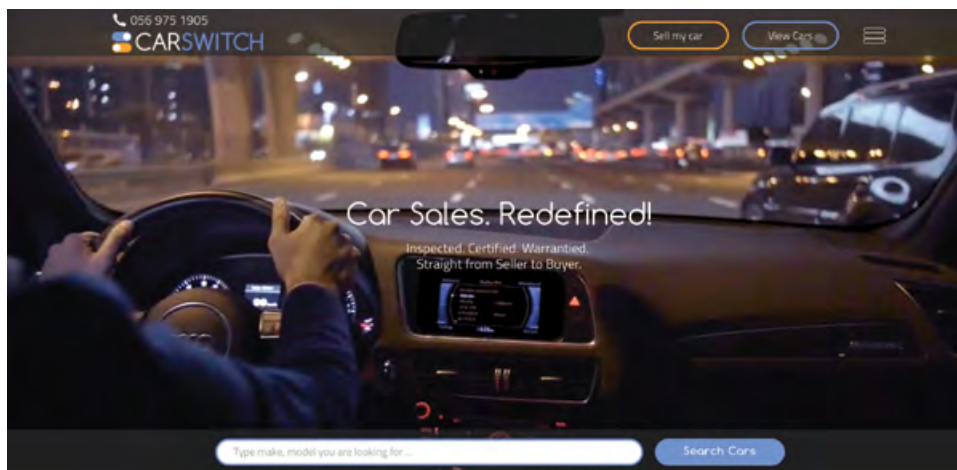 056 975 1905
CARSWITCH
Sell my car
View Cars
Car Sales. Redefined!
Inspected. Certified. Warrantied.
Straight from Seller to Buyer.
Type make, model you are looking for ...
Search Cars